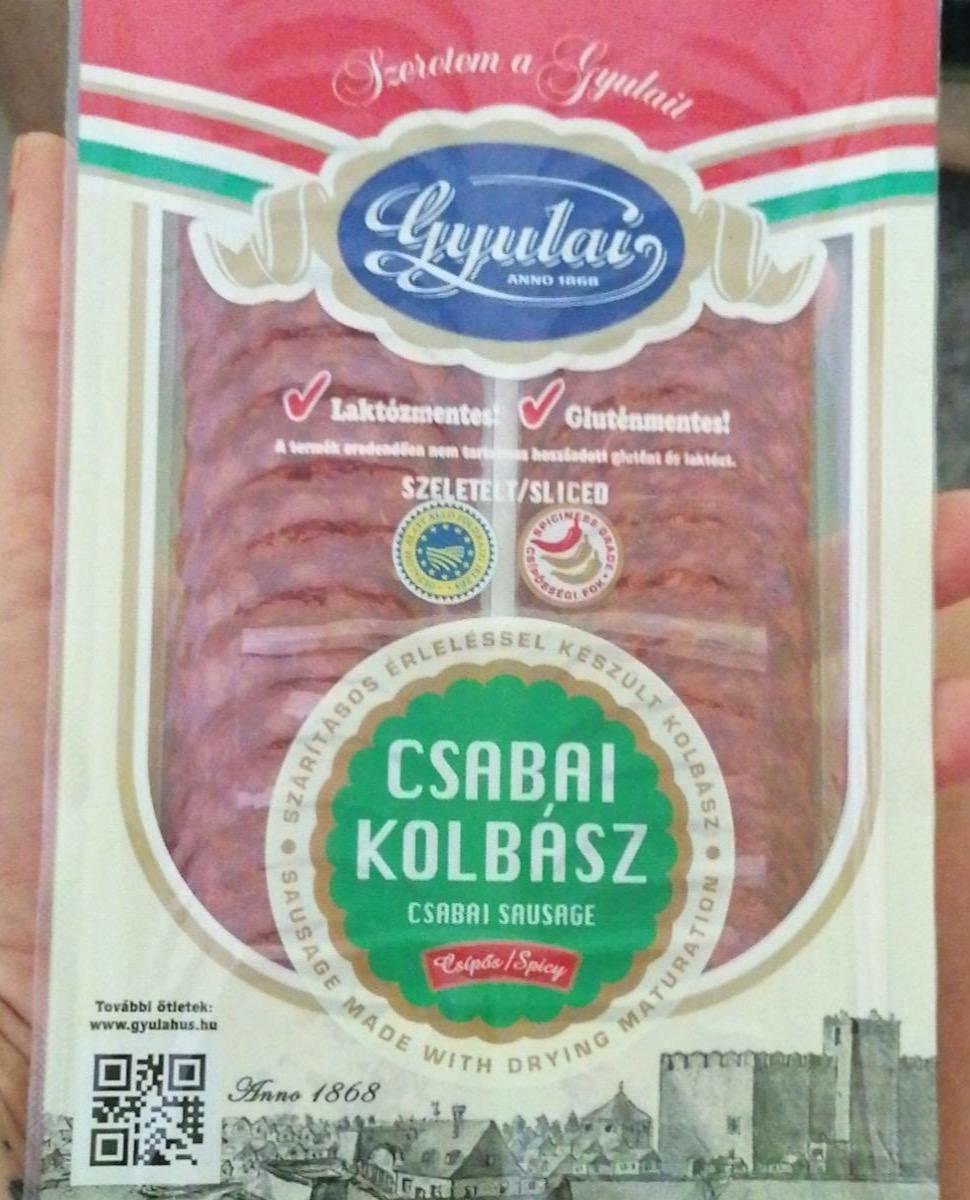 Szeretem a Gyulait
Gyulai
ANNO 1868
Laktózmentes! Gluténmentes!
A termék eredendően nem tartalmaz hozzáadott glutént és laktózt.
SZELETELT/SLICED
SPICINESS GRADE
CSÍPŐSSÉGI FOK
SZÁRÍTÁSOS ÉRLELÉSSEL KÉSZÜLT KOLBÁSZ
CSABAI
KOLBÁSZ
CSABAI SAUSAGE
Csípős/Spicy
SAUSAGE MADE WITH DRYING MATURATION
További ötletek:
www.gyulahus.hu
Anno 1868